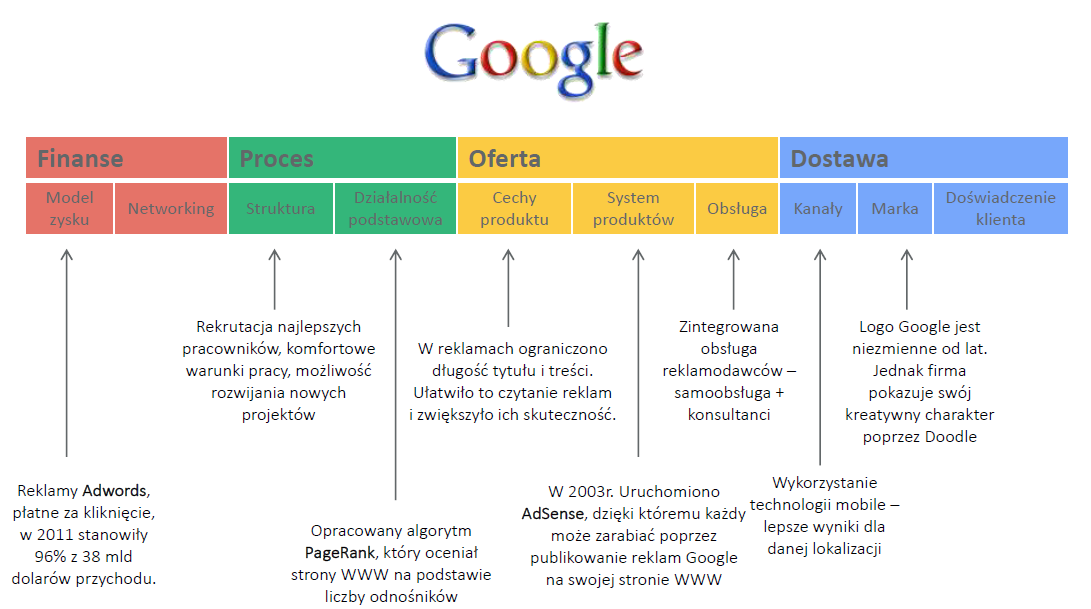 Google
Finanse
Proces
Oferta
Dostawa
Model
zysku
Networking
Struktura
Działalność
podstawowa
Cechy
produktu
System
produktów
Obsługa
Kanały
Marka
Doświadczenie
klienta
Rekrutacja najlepszych
pracowników, komfortowe
warunki pracy, możliwość
rozwijania nowych
projektów
W reklamach ograniczono
długość tytułu i treści.
Ułatwiło to czytanie reklam
i zwiększyło ich skuteczność.
Zintegrowana
obsługa
reklamodawców –
samoobsługa +
konsultanci
Logo Google jest
niezmienne od lat.
Jednak firma
pokazuje swój
kreatywny charakter
poprzez Doodle
Reklamy Adwords,
płatne za kliknięcie,
w 2011 stanowiły
96% z 38 mld
dolarów przychodu.
Opracowany algorytm
PageRank, który oceniał
strony WWW na podstawie
liczby odnośników
W 2003r. Uruchomiono
AdSense, dzięki któremu każdy
może zarabiać poprzez
publikowanie reklam Google
na swojej stronie WWW
Wykorzystanie
technologii mobile –
lepsze wyniki dla
danej lokalizacji